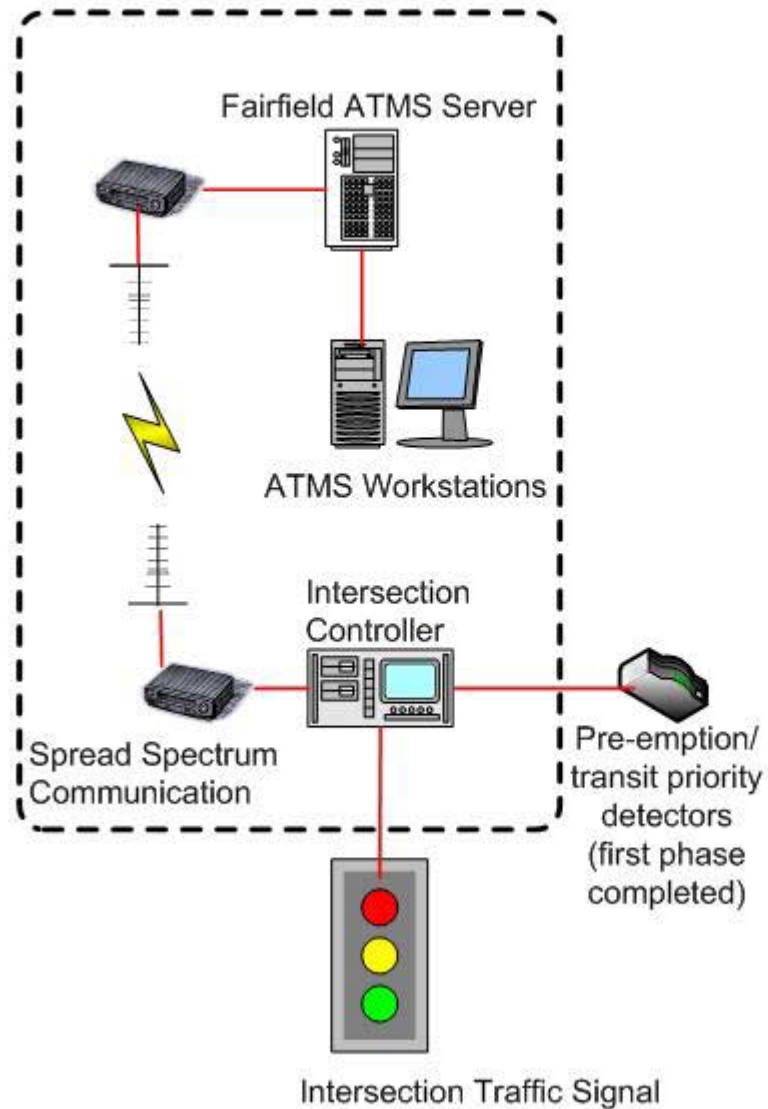 Fairfield ATMS Server
ATMS Workstations
Intersection
Controller
Spread Spectrum
Communication
Pre-emption/
transit priority
detectors
(first phase
completed)
Intersection Traffic Signal